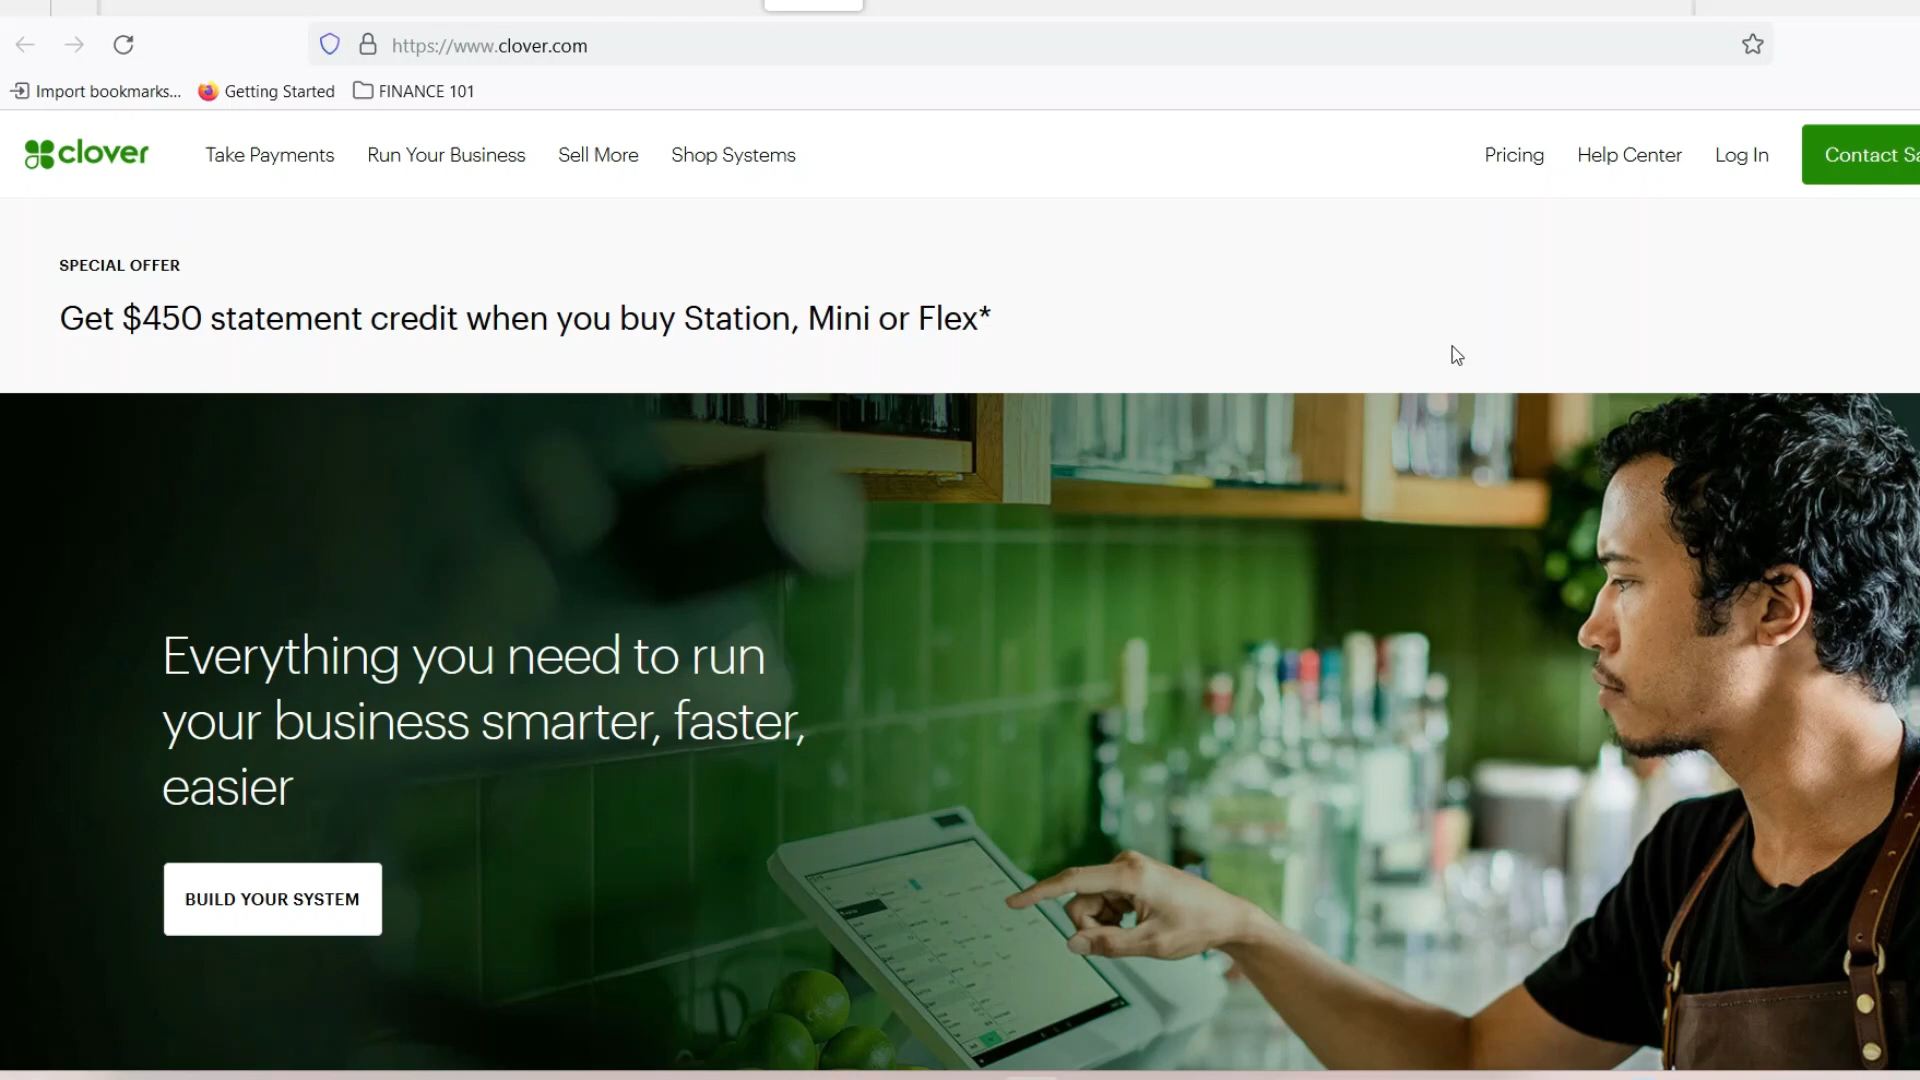 https://www.clover.com
Import bookmarks...
Getting Started
FINANCE 101
clover
Take Payments
Run Your Business
Sell More
Shop Systems
Pricing
Help Center
Log In
Contact Sa
SPECIAL OFFER
Get $450 statement credit when you buy Station, Mini or Flex*
Everything you need to run
your business smarter, faster,
easier
BUILD YOUR SYSTEM